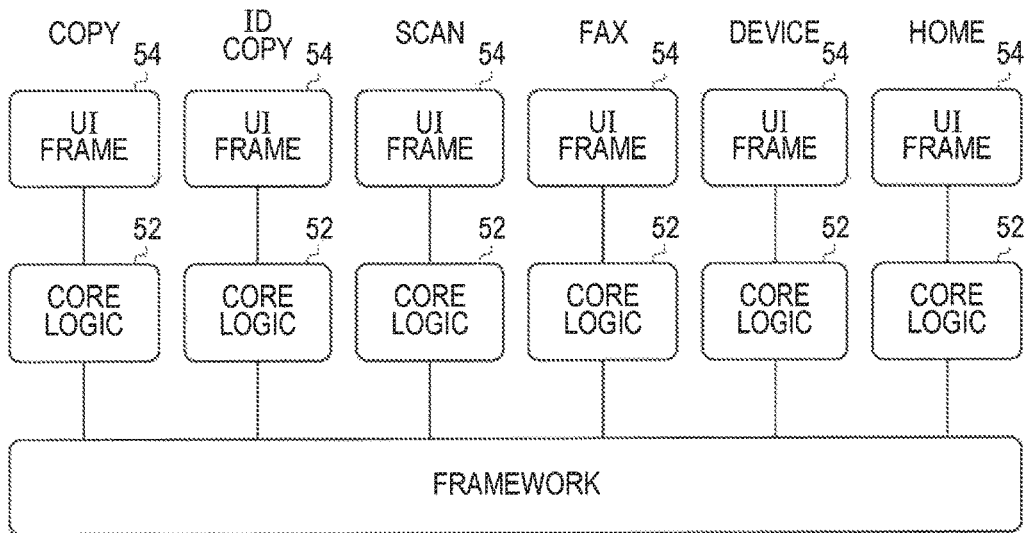 COPY
ID
COPY
SCAN
FAX
DEVICE
HOME
54
54
54
54
54
54
UI
FRAME
UI
FRAME
UI
FRAME
UI
FRAME
UI
FRAME
UI
FRAME
52
52
52
52
52
52
CORE
LOGIC
CORE
LOGIC
CORE
LOGIC
CORE
LOGIC
CORE
LOGIC
CORE
LOGIC
FRAMEWORK